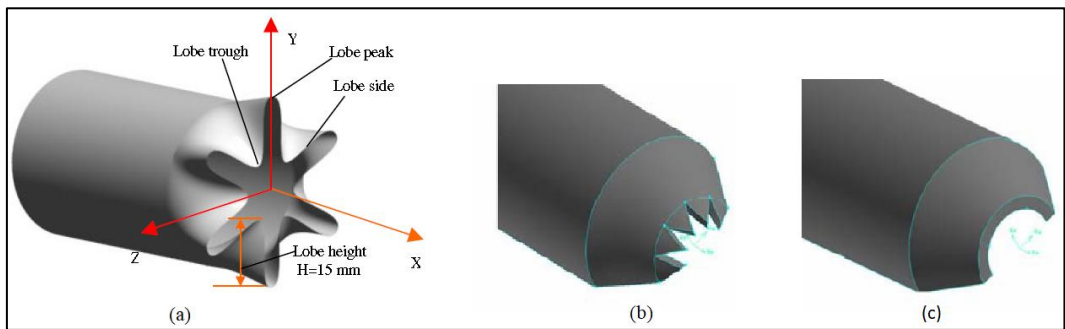 Y
Lobe peak
Lobe trough
Lobe side
Z
Lobe height
H=15 mm
X
(a)
(b)
(c)